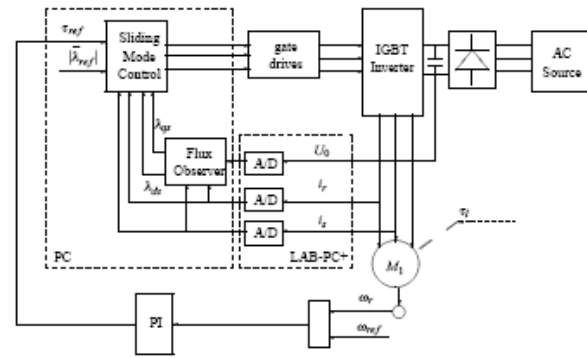 τref
|λ̄ref|
Sliding
Mode
Control
gate
drives
IGBT
Inverter
AC
Source
λqs
λds
Flux
Observer
A/D
U0
A/D
ir
A/D
is
PC
LAB-PC+
τl
M1
PI
ωr
ωref